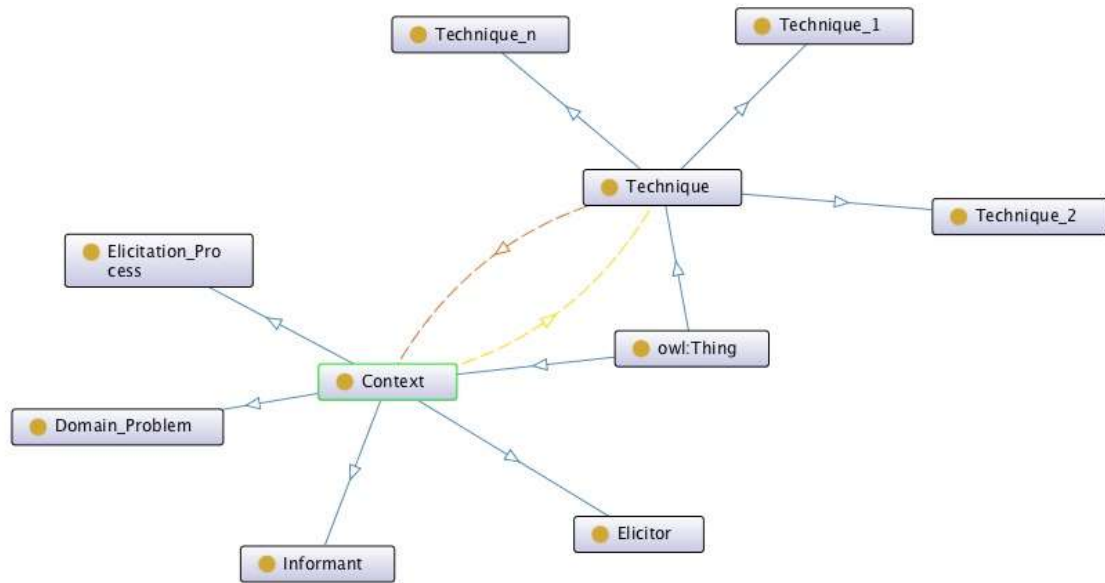 Technique_n
Technique_1
Technique
Technique_2
Elicitation_Pro
cess
owl:Thing
Context
Domain_Problem
Elicitor
Informant